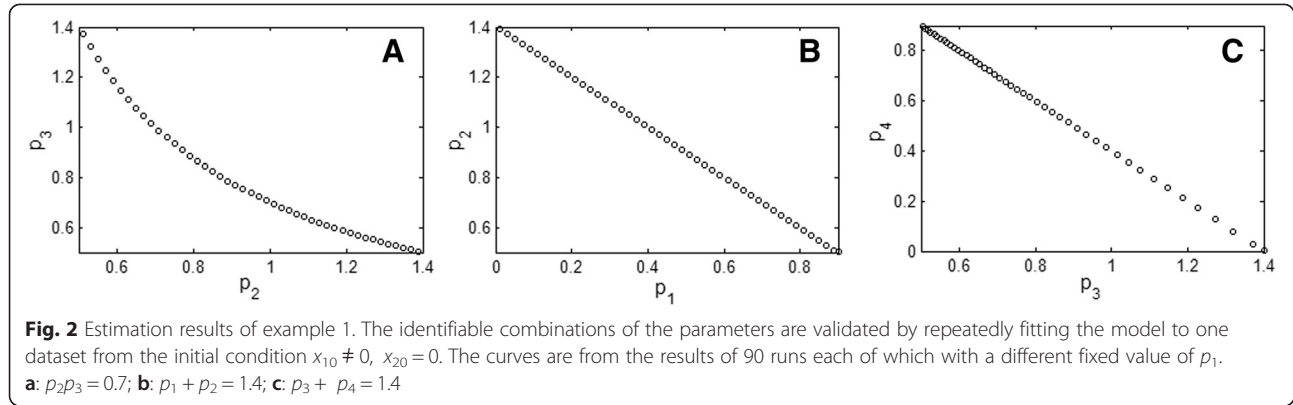 1.4
1.2
1
0.8
0.6
p3
A
0.6 0.8 1 1.2 1.4
p2
1.4
1.2
1
0.8
0.6
p2
B
0 0.2 0.4 0.6 0.8
p1
0.8
0.6
0.4
0.2
0
p4
C
0.6 0.8 1 1.2 1.4
p3
Fig. 2 Estimation results of example 1. The identifiable combinations of the parameters are validated by repeatedly fitting the model to one
dataset from the initial condition x10 ≠ 0, x20 = 0. The curves are from the results of 90 runs each of which with a different fixed value of p1.
a: p2p3 = 0.7; b: p1 + p2 = 1.4; c: p3 + p4 = 1.4